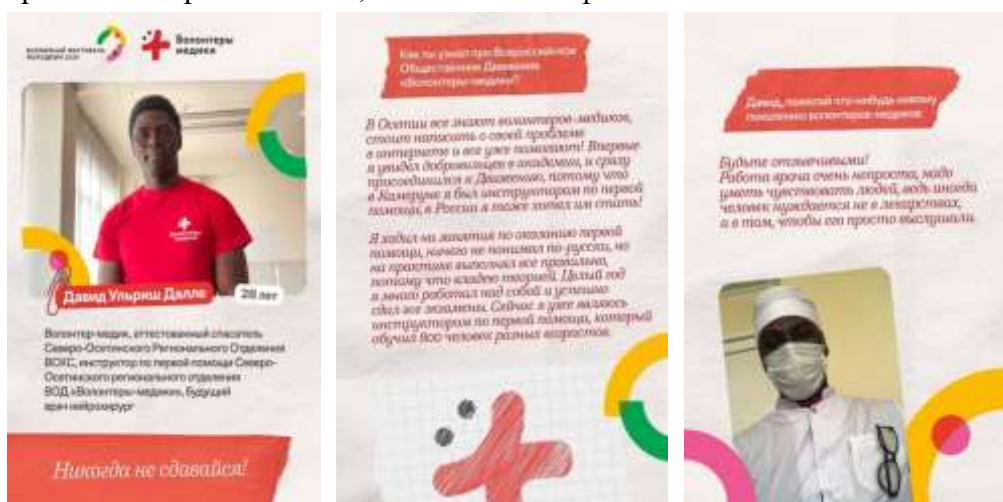 Волонтеры
медики
Давид Ульриш Далле
28 лет
Волонтер-медик, аттестованный спасатель
Северо-Осетинского Регионального Отделения
ВОКС, инструктор по первой помощи Северо-
Осетинского регионального отделения
ВОД «Волонтеры-медики», будущий
врач нейрохирург
Никогда не сдавайся!
Как ты узнал про Всероссийское
Общественное Движение
«Волонтеры-медики»?
В Осетии все знают волонтеров-медиков,
стоит написать о своей проблеме
в интернете и все уже помогают! Впервые
я увидел добровольцев в академии, и сразу
присоединился к Движению, потому что
в Камеруне я был инструктором по первой
помощи, в России я тоже хотел им стать!
Я ходил на занятия по оказанию первой
помощи, ничего не понимал по-русски, но
на практике выполнял все правильно,
потому что владею теорией. Целый год
я много работал над собой и успешно
сдал все экзамены. Сейчас я уже являюсь
инструктором по первой помощи, который
обучил 800 человек разных возрастов.
Давид, пожелай что-нибудь новому
поколению волонтеров-медиков
Будьте отзывчивыми!
Работа врача очень непроста, надо
уметь чувствовать людей, ведь иногда
человек нуждается не в лекарствах,
а в том, чтобы его просто выслушали.